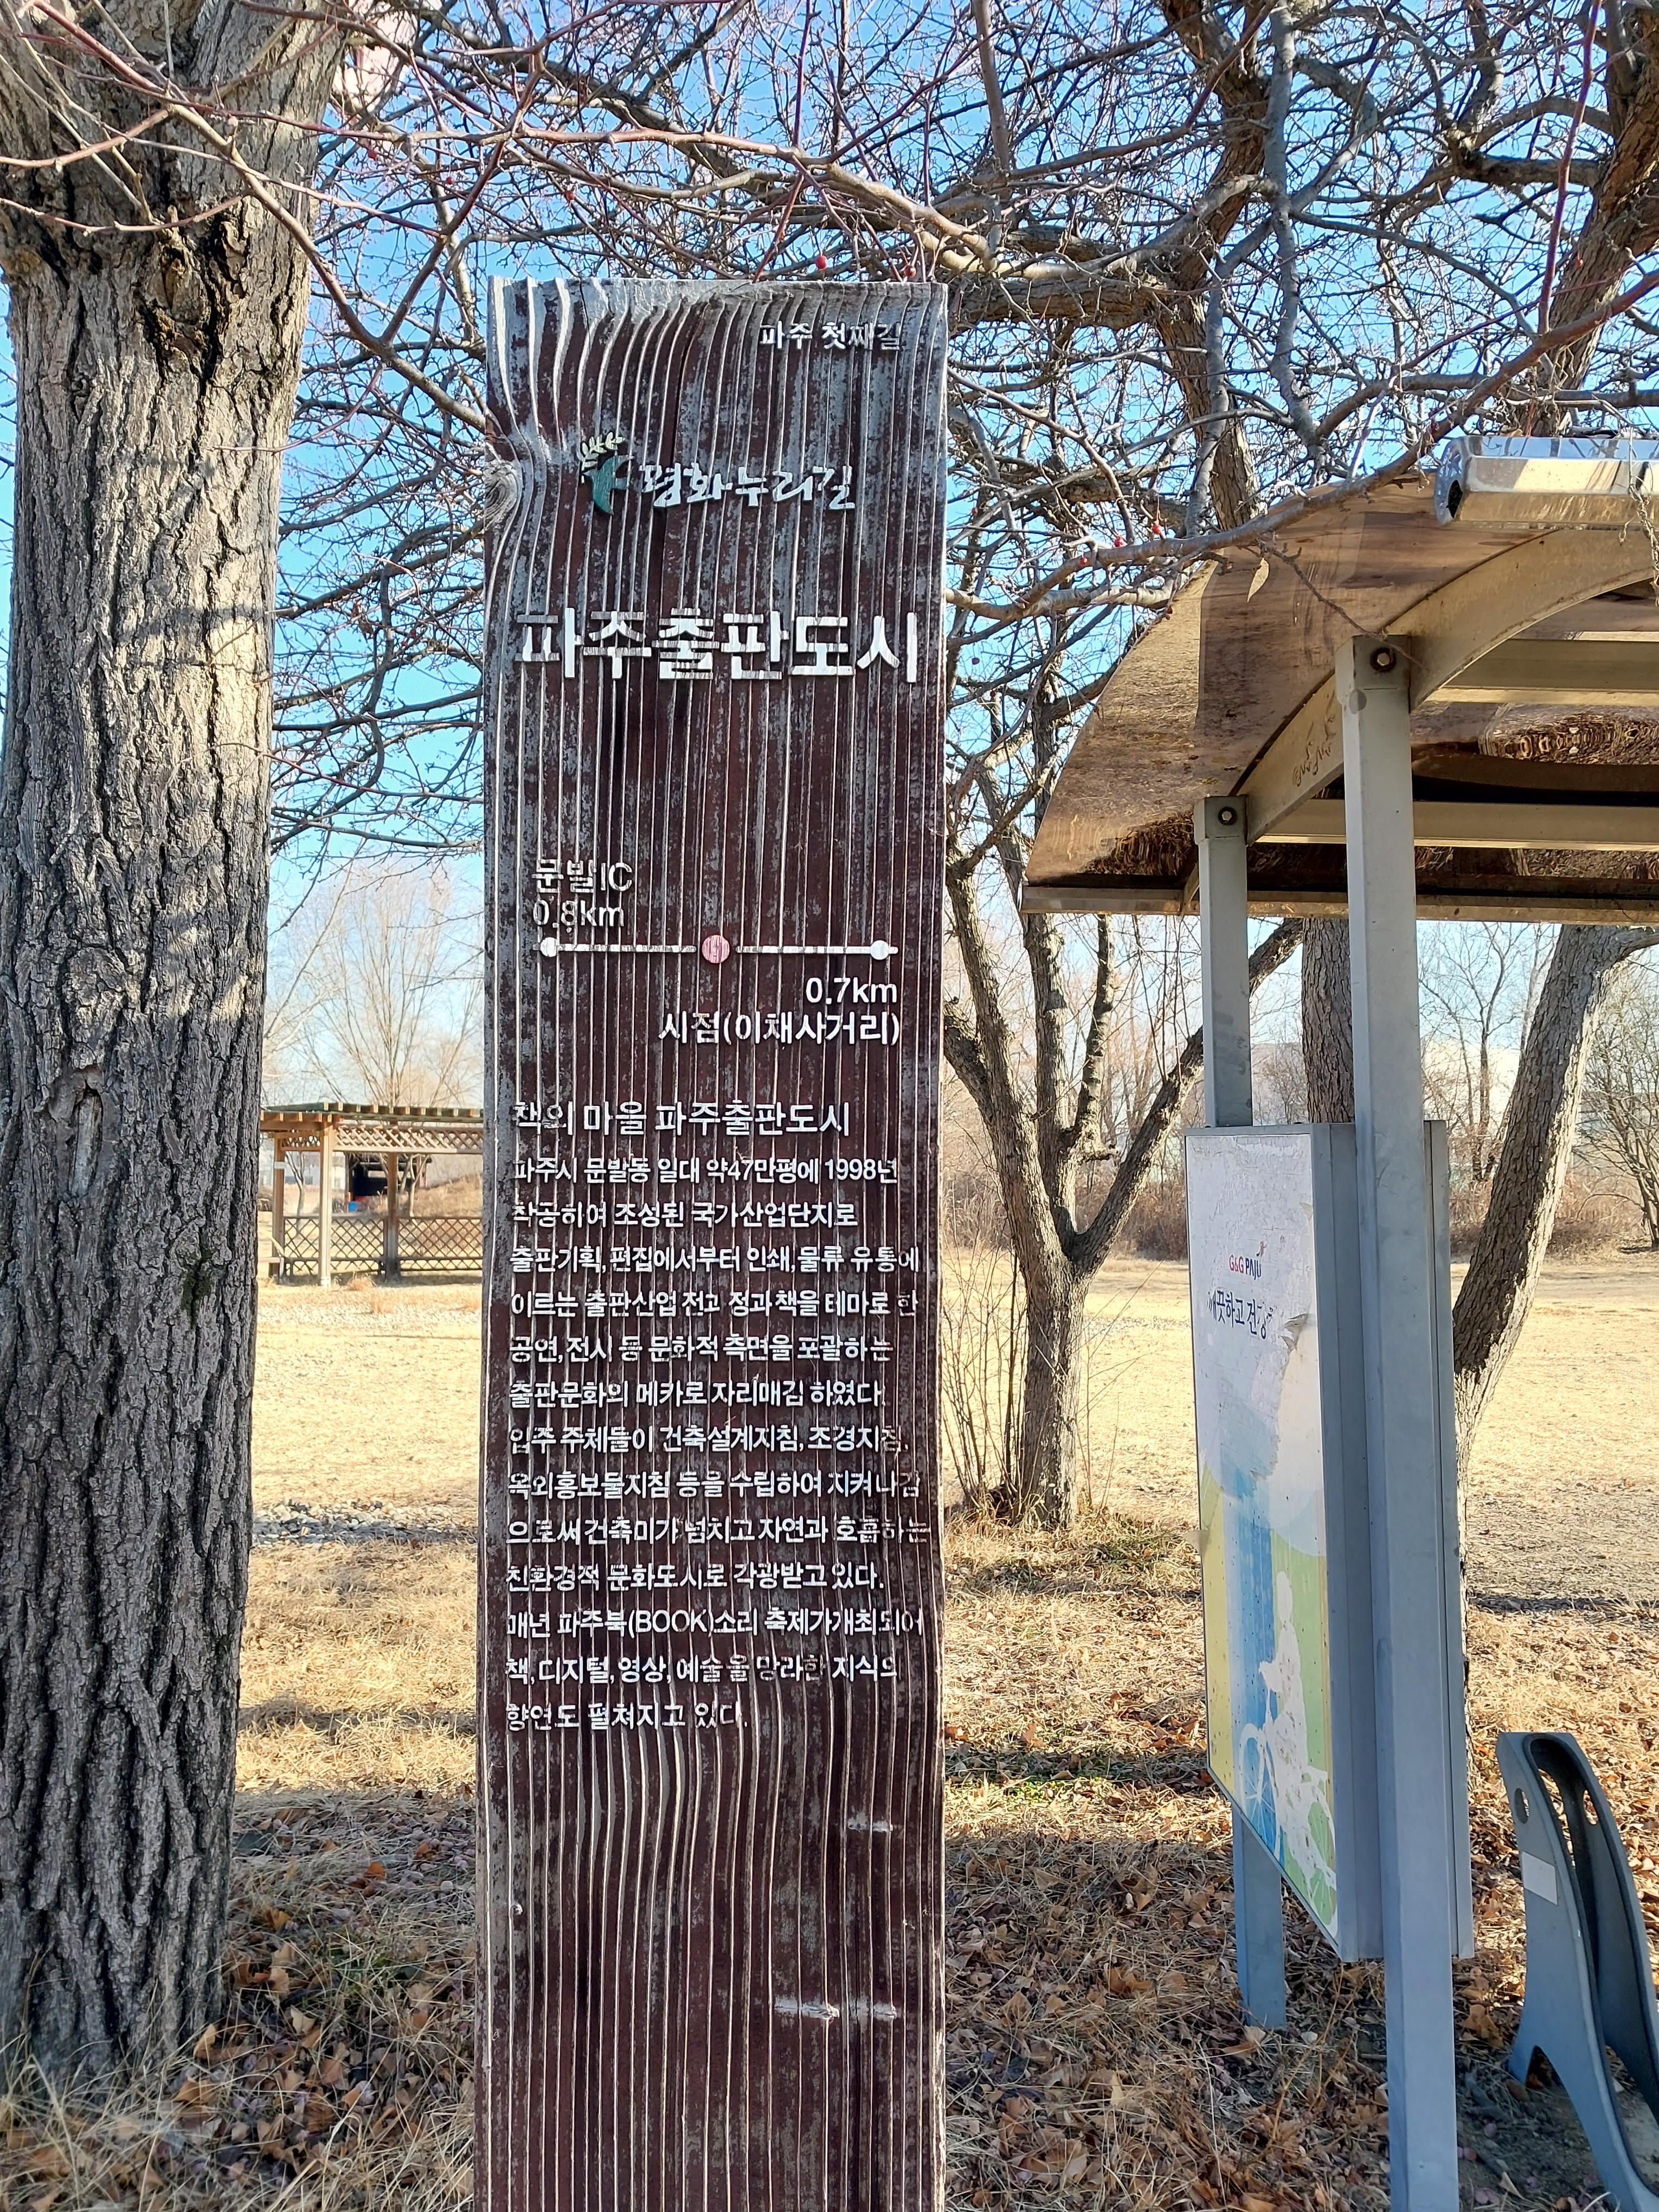 파주 첫째길
평화누리길
파주출판도시
문발IC
0.8km
0.7km
시점(이채사거리)
책의 마을 파주출판도시
파주시 문발동 일대 약47만평에 1998년
착공하여 조성된 국가산업단지로
출판기획, 편집에서부터 인쇄, 물류 유통에
이르는 출판산업 전과정과 책을 테마로 한
공연, 전시 등 문화적 측면을 포괄하는
출판문화의 메카로 자리매김 하였다.
입주 주체들이 건축설계지침, 조경지침,
옥외홍보물지침 등을 수립하여 지켜나감
으로써 건축미가 넘치고 자연과 호흡하는
친환경적 문화도시로 각광받고 있다.
매년 파주북(BOOK)소리 축제가개최되어
책, 디지털, 영상, 예술을 망라한 지식의
향연도 펼쳐지고 있다.
G&G PAJU
깨끗하고